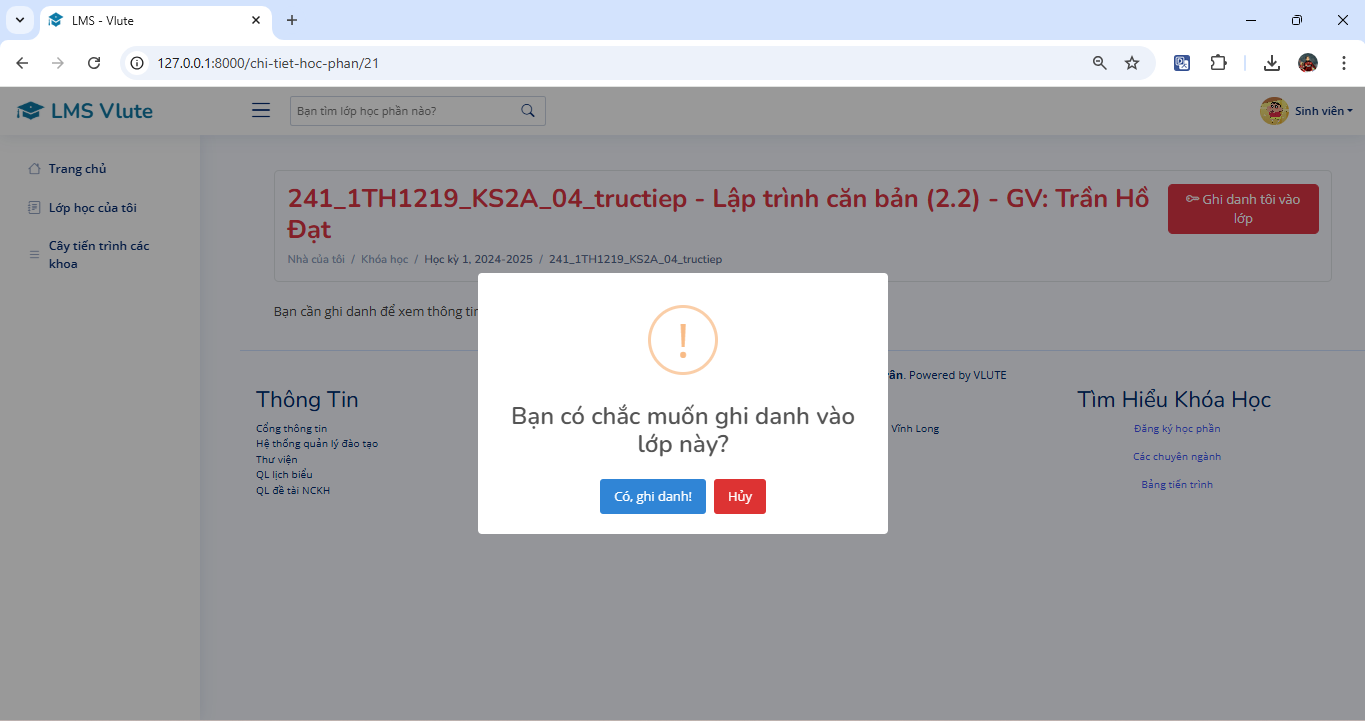 LMS - Vlute
127.0.0.1:8000/chi-tiet-hoc-phan/21
LMS Vlute
Bạn tìm lớp học phần nào?
Sinh viên
Trang chủ
Lớp học của tôi
Cây tiến trình các
khoa
241_1TH1219_KS2A_04_tructiep - Lập trình căn bản (2.2) - GV: Trần Hồ
Đạt
Ghi danh tôi vào
lớp
Nhà của tôi / Khóa học / Học kỳ 1, 2024-2025 / 241_1TH1219_KS2A_04_tructiep
Bạn cần ghi danh để xem thông
!
Bạn có chắc muốn ghi danh vào
lớp này?
Có, ghi danh!
Hủy
Thông Tin
Cổng thông tin
Hệ thống quản lý đào tạo
Thư viện
QL lịch biểu
QL đề tài NCKH
. Powered by VLUTE
Vĩnh Long
Tìm Hiểu Khóa Học
Đăng ký học phần
Các chuyên ngành
Bảng tiến trình